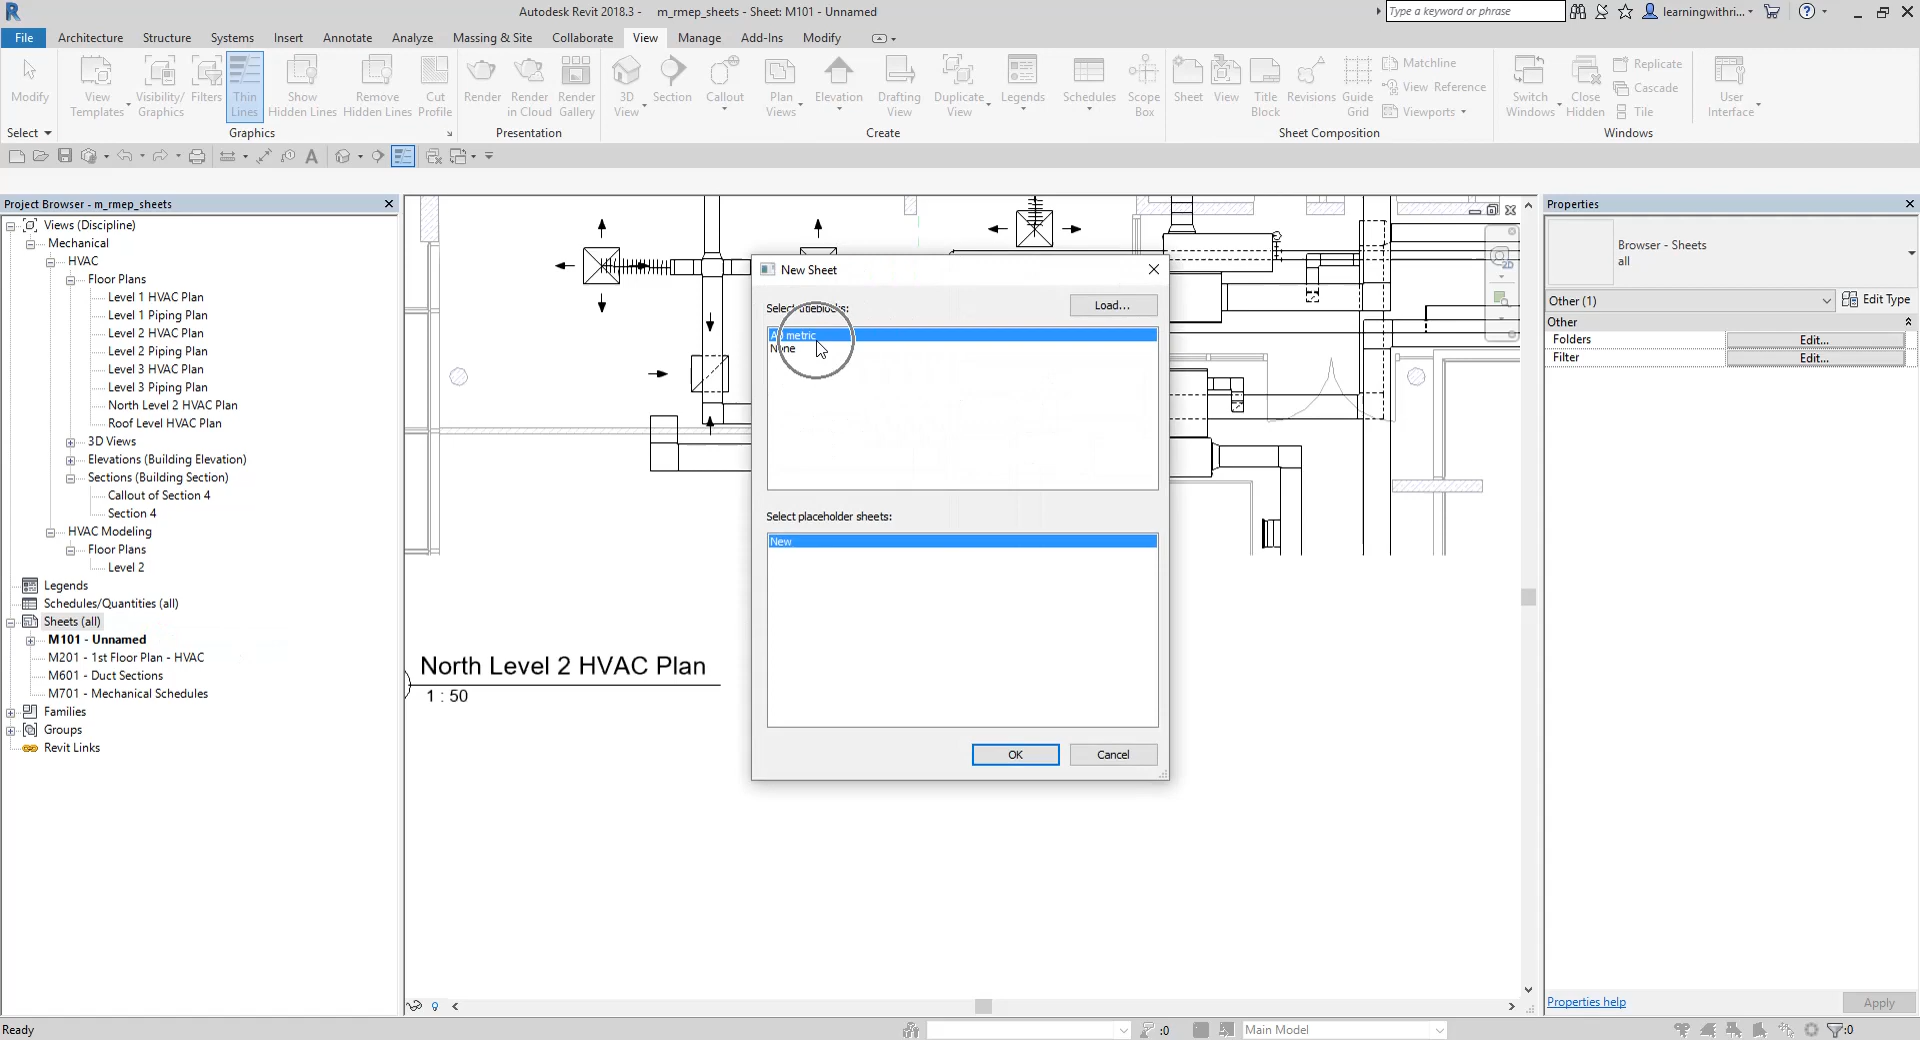 Autodesk Revit 2018.3 - m_rmep_sheets - Sheet: M101 - Unnamed
Type a keyword or phrase
learningwithri...
File Architecture Structure Systems Insert Annotate Analyze Massing & Site Collaborate View Manage Add-Ins Modify
Modify
View Templates
Visibility/ Graphics
Filters
Thin Lines
Show Hidden Lines
Remove Hidden Lines
Cut Profile
Render
Render in Cloud
Render Gallery
3D View
Section
Callout
Plan Views
Elevation
Drafting View
Duplicate View
Legends
Schedules
Scope Box
Sheet
View
Title Block
Revisions
Guide Grid
Matchline
View Reference
Viewports
Switch Windows
Close Hidden
Replicate
Cascade
Tile
User Interface
Select Graphics Presentation Create Sheet Composition Windows
Project Browser - m_rmep_sheets
Views (Discipline)
Mechanical
HVAC
Floor Plans
Level 1 HVAC Plan
Level 1 Piping Plan
Level 2 HVAC Plan
Level 2 Piping Plan
Level 3 HVAC Plan
Level 3 Piping Plan
North Level 2 HVAC Plan
Roof Level HVAC Plan
3D Views
Elevations (Building Elevation)
Sections (Building Section)
Callout of Section 4
Section 4
HVAC Modeling
Floor Plans
Level 2
Legends
Schedules/Quantities (all)
Sheets (all)
M101 - Unnamed
M201 - 1st Floor Plan - HVAC
M601 - Duct Sections
M701 - Mechanical Schedules
Families
Groups
Revit Links
North Level 2 HVAC Plan
1 : 50
New Sheet
Select titleblocks:
Load...
metric
None
Select placeholder sheets:
New
OK
Cancel
2D
Properties
Browser - Sheets
all
Other (1)
Edit Type
Other
Folders Edit...
Filter Edit...
Properties help
Apply
Ready
:0
Main Model
:0